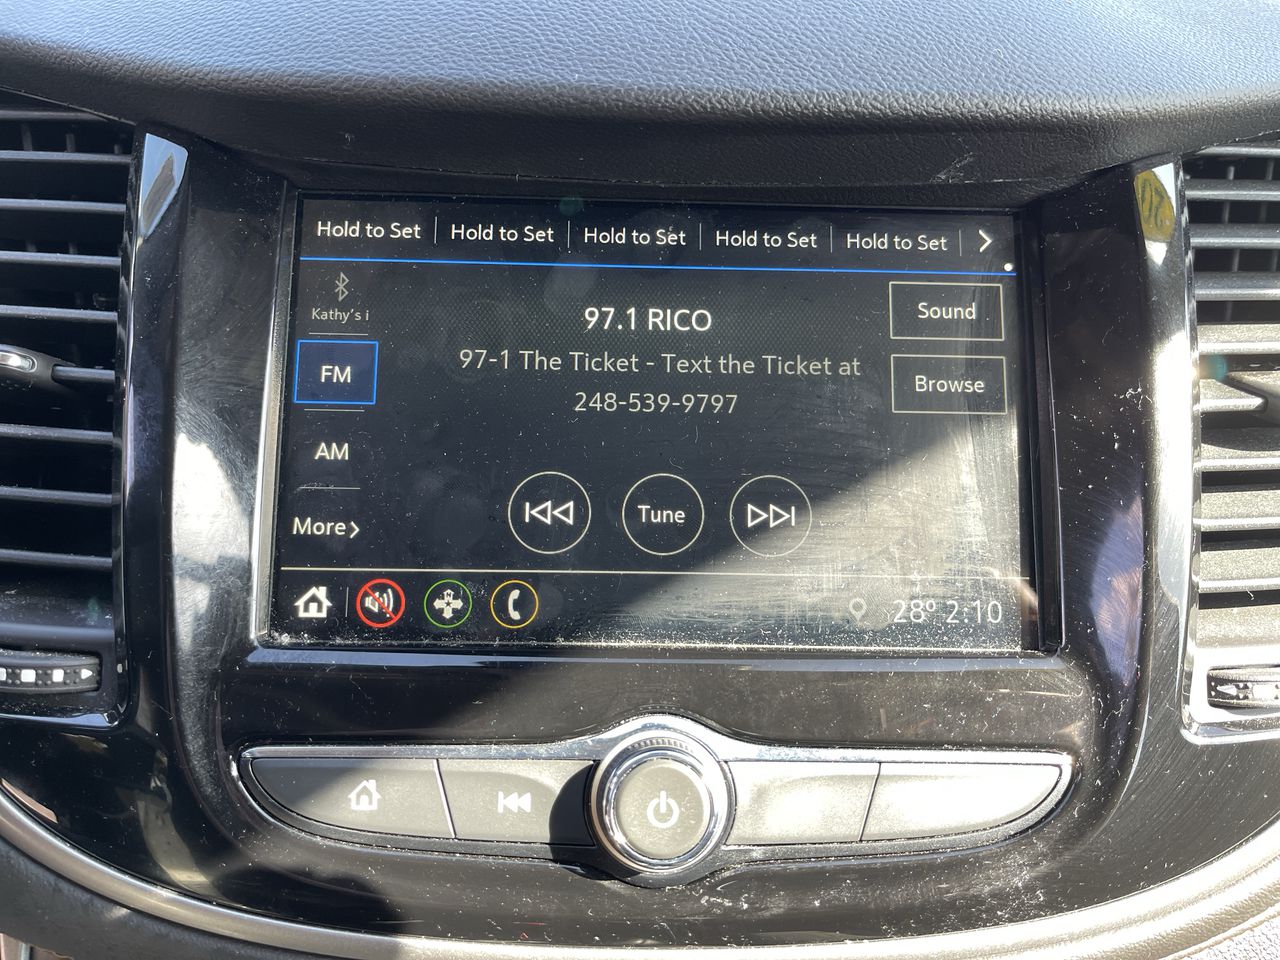 Hold to Set Hold to Set Hold to Set Hold to Set Hold to Set
Kathy's i
97.1 RICO
Sound
97-1 The Ticket - Text the Ticket at
248-539-9797
FM
Browse
AM
Tune
More
28° 2:10